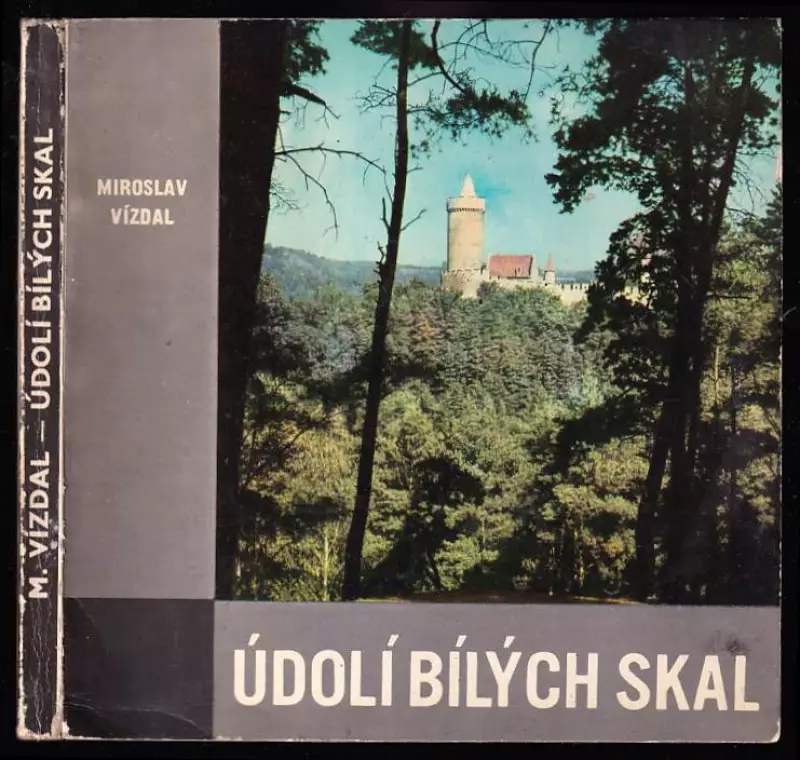 M. VÍZDAL — ÚDOLÍ BÍLÝCH SKAL
MIROSLAV
VÍZDAL
ÚDOLÍ BÍLÝCH SKAL